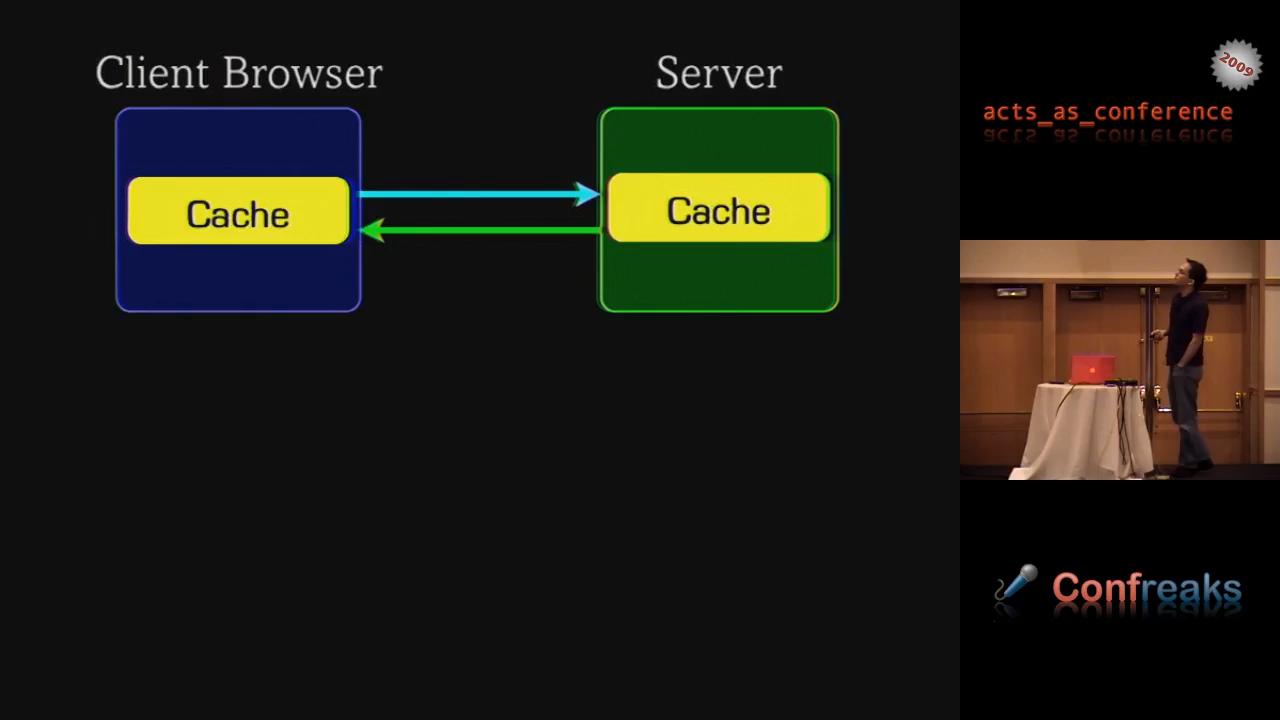 Client Browser
Server
Cache
Cache
2009
acts_as_conference
Confreaks